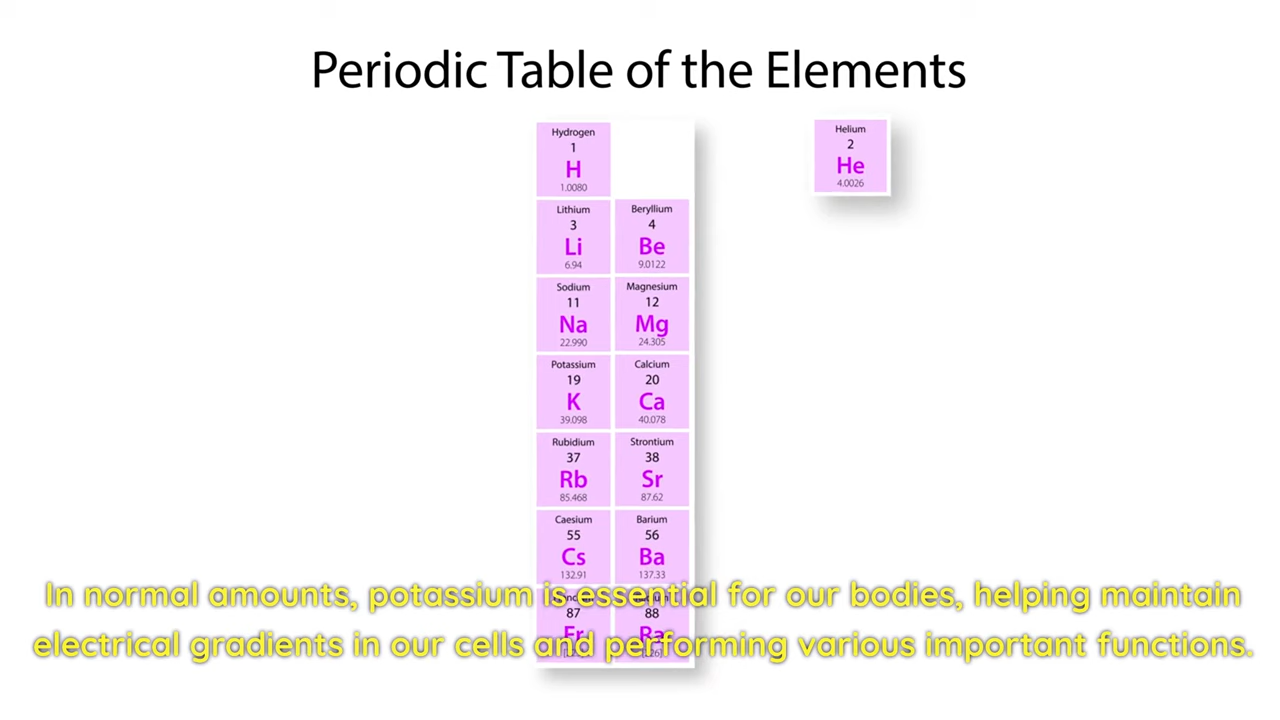 Periodic Table of the Elements
Hydrogen
1
H
1.0080
Helium
2
He
4.0026
Lithium
3
Li
6.94
Beryllium
4
Be
9.0122
Sodium
11
Na
22.990
Magnesium
12
Mg
24.305
Potassium
19
K
39.098
Calcium
20
Ca
40.078
Rubidium
37
Rb
85.468
Strontium
38
Sr
87.62
Caesium
55
Cs
132.91
Barium
56
Ba
137.33
87
Fr
88
Ra
In normal amounts, potassium is essential for our bodies, helping maintain
electrical gradients in our cells and performing various important functions.